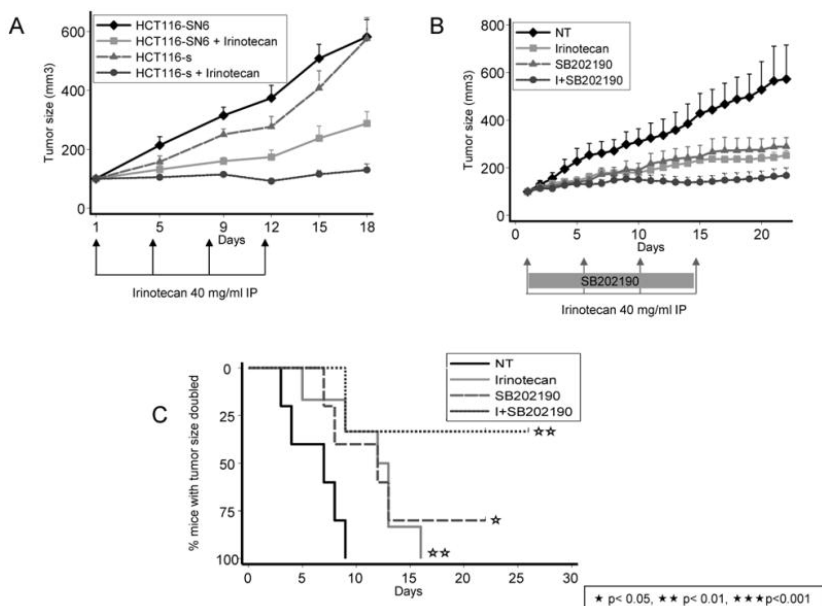 A
HCT116-SN6
HCT116-SN6 + Irinotecan
HCT116-s
HCT116-s + Irinotecan
Tumor size (mm3)
600
400
200
0
1 5 9 12 15 18
Days
Irinotecan 40 mg/ml IP
B
NT
Irinotecan
SB202190
I+SB202190
Tumor size (mm3)
800
600
400
200
0
0 5 10 15 20
Days
SB202190
Irinotecan 40 mg/ml IP
C
NT
Irinotecan
SB202190
I+SB202190
% mice with tumor size doubled
0
25
50
75
100
☆☆
☆
☆☆
0 5 10 15 20 25 30
Days
★ p< 0.05, ★★ p< 0.01, ★★★p<0.001